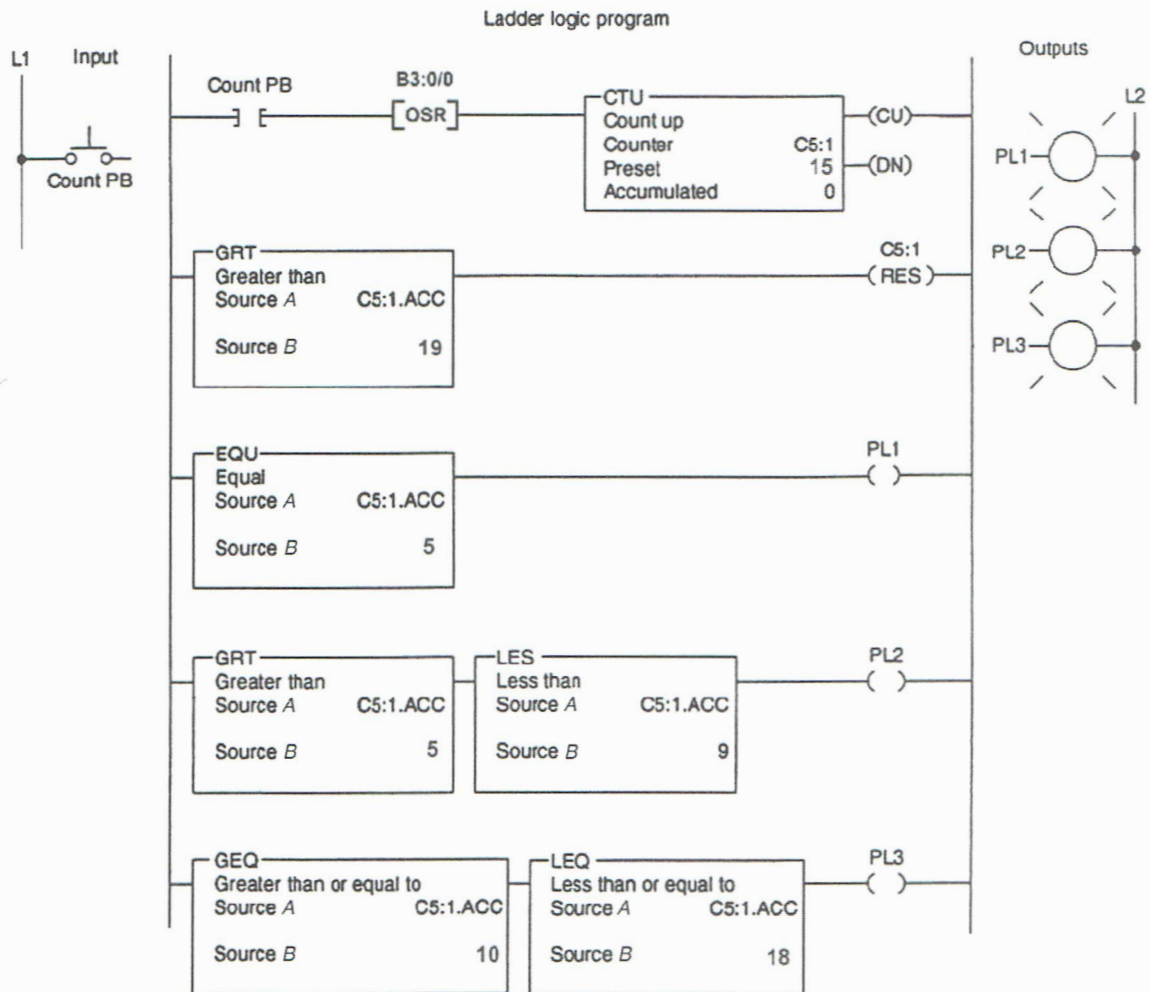 Ladder logic program
L1 Input
Outputs
L2
Count PB
B3:0/0
OSR
Count PB
CTU
Count up
Counter C5:1
Preset 15
Accumulated 0
(CU)
(DN)
PL1
PL2
PL3
GRT
Greater than
Source A C5:1.ACC
Source B 19
C5:1
(RES)
EQU
Equal
Source A C5:1.ACC
Source B 5
PL1
GRT
Greater than
Source A C5:1.ACC
Source B 5
LES
Less than
Source A C5:1.ACC
Source B 9
PL2
GEQ
Greater than or equal to
Source A C5:1.ACC
Source B 10
LEQ
Less than or equal to
Source A C5:1.ACC
Source B 18
PL3